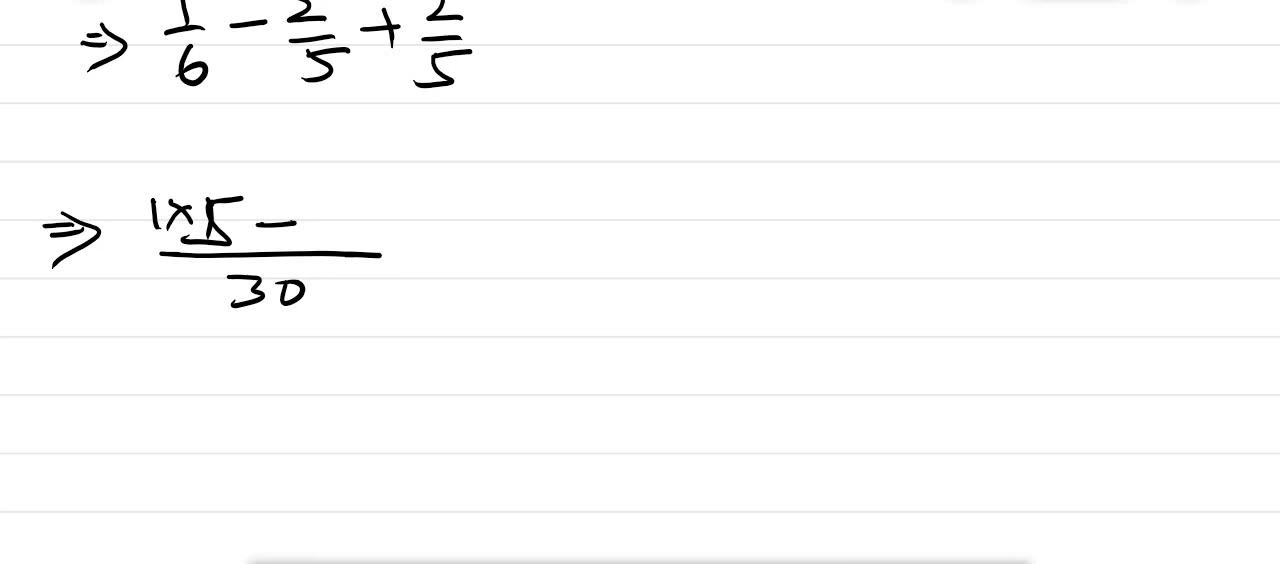 ⇒ 1/6 - 2/5 + 2/5
⇒ 1×5 - / 30